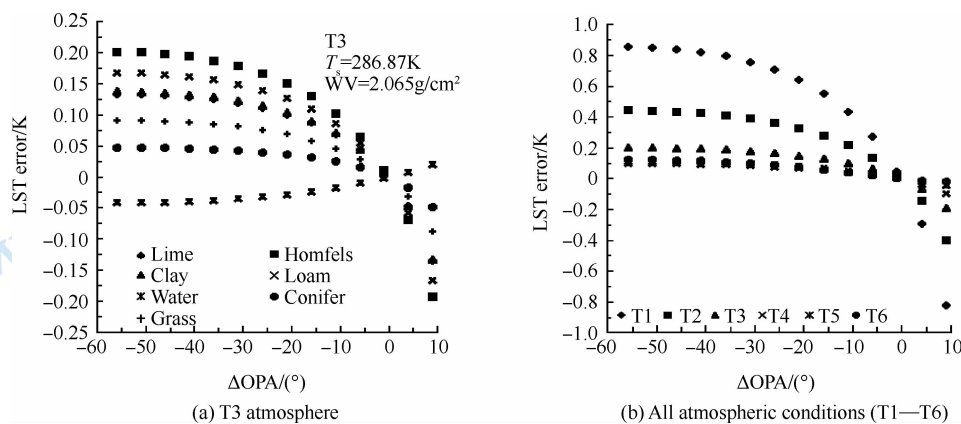 0.25
0.20
0.15
0.10
0.05
0
−0.05
−0.10
−0.15
−0.20
−0.25
LST error/K
T3
Ts=286.87K
WV=2.065g/cm²
Lime
Homfels
Clay
Loam
Water
Conifer
Grass
−60 −50 −40 −30 −20 −10 0 10
ΔOPA/(°)
(a) T3 atmosphere
1.0
0.8
0.6
0.4
0.2
0
−0.2
−0.4
−0.6
−0.8
−1.0
LST error/K
T1 T2 T3 T4 T5 T6
−60 −50 −40 −30 −20 −10 0 10
ΔOPA/(°)
(b) All atmospheric conditions (T1—T6)